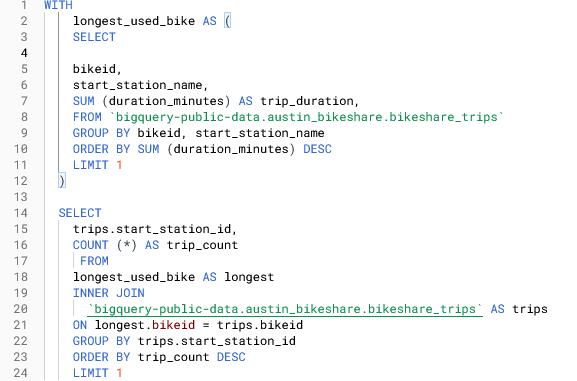 1 WITH
2 longest_used_bike AS (
3 SELECT
4
5 bikeid,
6 start_station_name,
7 SUM (duration_minutes) AS trip_duration,
8 FROM `bigquery-public-data.austin_bikeshare.bikeshare_trips`
9 GROUP BY bikeid, start_station_name
10 ORDER BY SUM (duration_minutes) DESC
11 LIMIT 1
12 )
13
14 SELECT
15 trips.start_station_id,
16 COUNT (*) AS trip_count
17 FROM
18 longest_used_bike AS longest
19 INNER JOIN
20 `bigquery-public-data.austin_bikeshare.bikeshare_trips` AS trips
21 ON longest.bikeid = trips.bikeid
22 GROUP BY trips.start_station_id
23 ORDER BY trip_count DESC
24 LIMIT 1